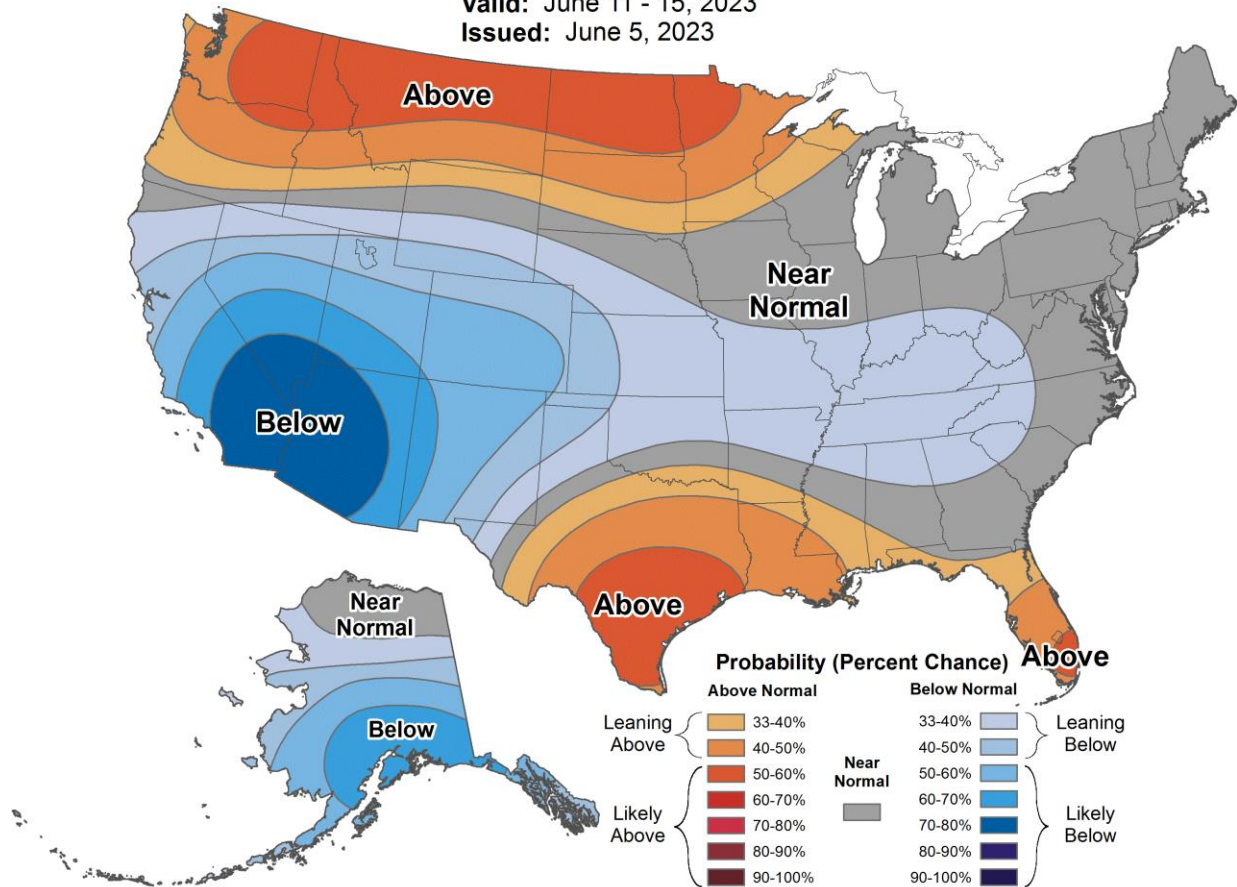 Valid: June 11 - 15, 2023
Issued: June 5, 2023
Above
Near
Normal
Below
Above
Above
Near
Normal
Below
Probability (Percent Chance)
Above Normal
Below Normal
Leaning
Above
33-40%
40-50%
Likely
Above
50-60%
60-70%
70-80%
80-90%
90-100%
Near
Normal
33-40%
40-50%
Leaning
Below
50-60%
60-70%
70-80%
80-90%
90-100%
Likely
Below